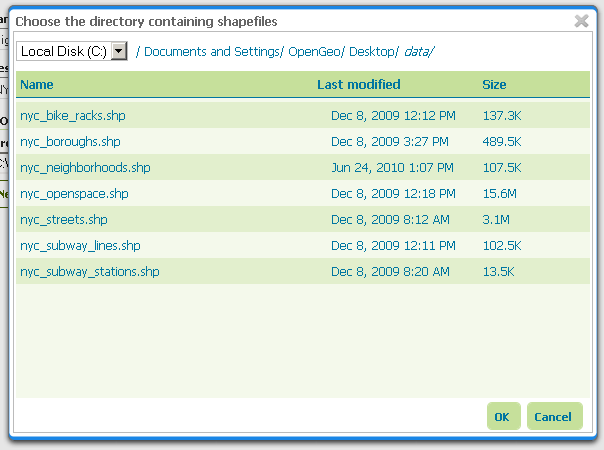 Choose the directory containing shapefiles
Local Disk (C:) / Documents and Settings/ OpenGeo/ Desktop/ data/
Name Last modified Size
nyc_bike_racks.shp Dec 8, 2009 12:12 PM 137.3K
nyc_boroughs.shp Dec 8, 2009 3:27 PM 489.5K
nyc_neighborhoods.shp Jun 24, 2010 1:07 PM 107.5K
nyc_openspace.shp Dec 8, 2009 12:18 PM 15.6M
nyc_streets.shp Dec 8, 2009 8:12 AM 3.1M
nyc_subway_lines.shp Dec 8, 2009 12:11 PM 102.5K
nyc_subway_stations.shp Dec 8, 2009 8:20 AM 13.5K
OK Cancel